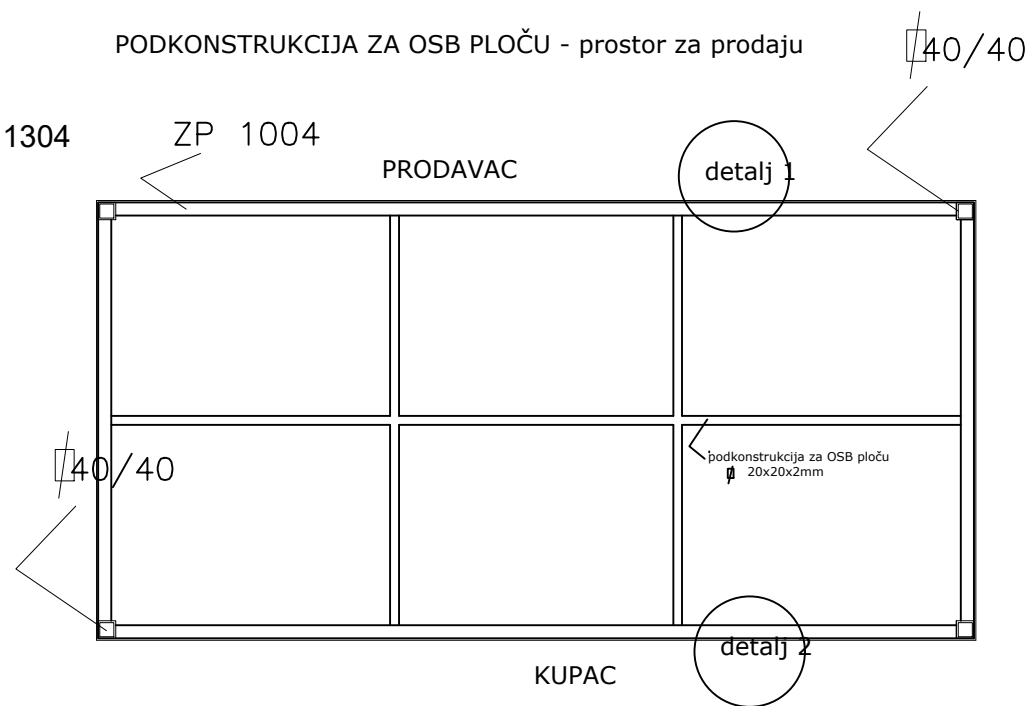 PODKONSTRUKCIJA ZA OSB PLOČU - prostor za prodaju
40/40
1304
ZP 1004
PRODAVAC
detalj 1
40/40
podkonstrukcija za OSB ploču
20x20x2mm
detalj 2
KUPAC